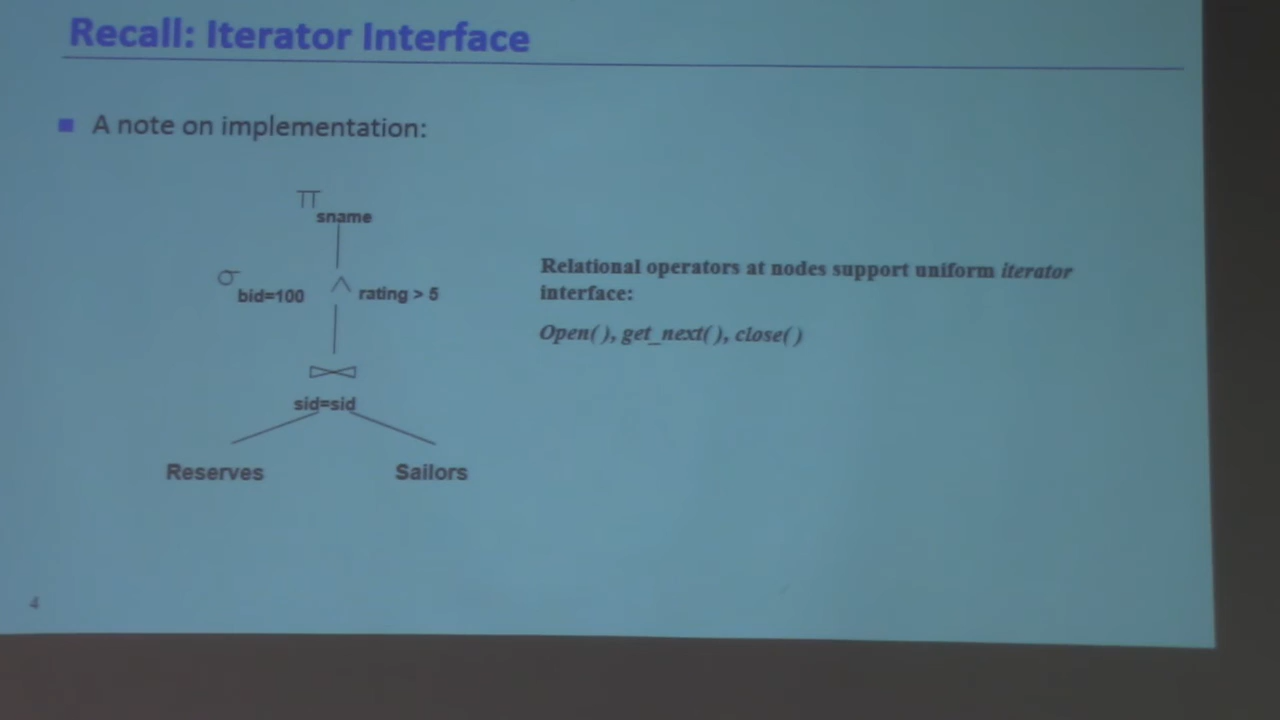 Recall: Iterator Interface
A note on implementation:
π sname
σ bid=100 ∧ rating > 5
⋈
sid=sid
Reserves Sailors
Relational operators at nodes support uniform iterator
interface:
Open( ), get_next( ), close( )
4